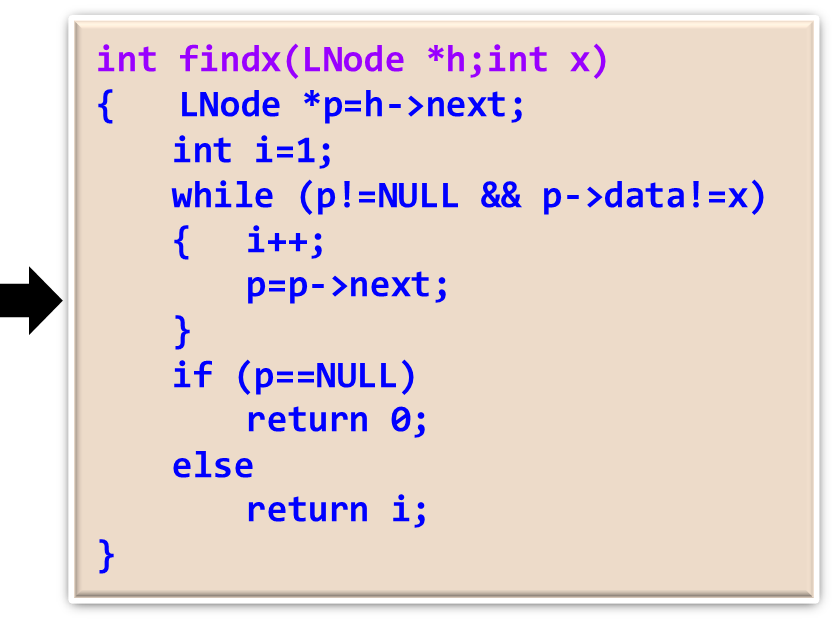 int findx(LNode *h;int x)
{   LNode *p=h->next;
    int i=1;
    while (p!=NULL && p->data!=x)
    {   i++;
        p=p->next;
    }
    if (p==NULL)
        return 0;
    else
        return i;
}